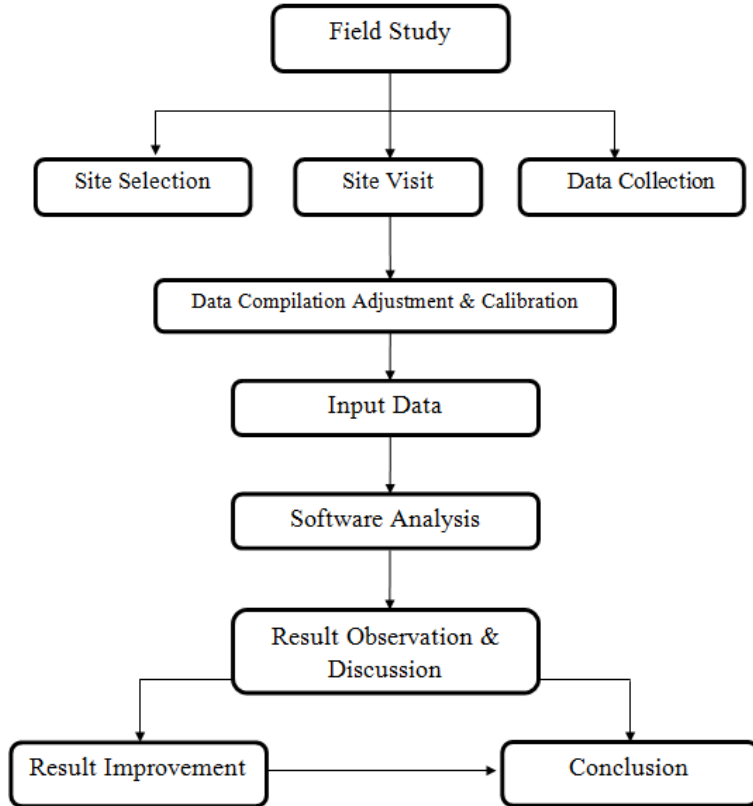 Field Study
Site Selection
Site Visit
Data Collection
Data Compilation Adjustment & Calibration
Input Data
Software Analysis
Result Observation &
Discussion
Result Improvement
Conclusion